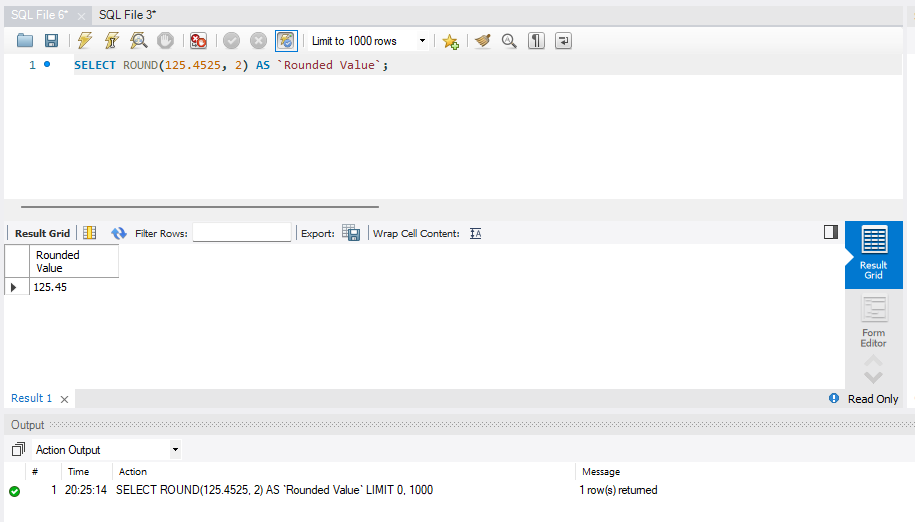 SQL File 6* × SQL File 3*
Limit to 1000 rows
1 SELECT ROUND(125.4525, 2) AS `Rounded Value`;
Result Grid Filter Rows: Export: Wrap Cell Content:
Rounded
Value
125.45
Result
Grid
Form
Editor
Result 1 × Read Only
Output
Action Output
# Time Action Message
1 20:25:14 SELECT ROUND(125.4525, 2) AS `Rounded Value` LIMIT 0, 1000 1 row(s) returned